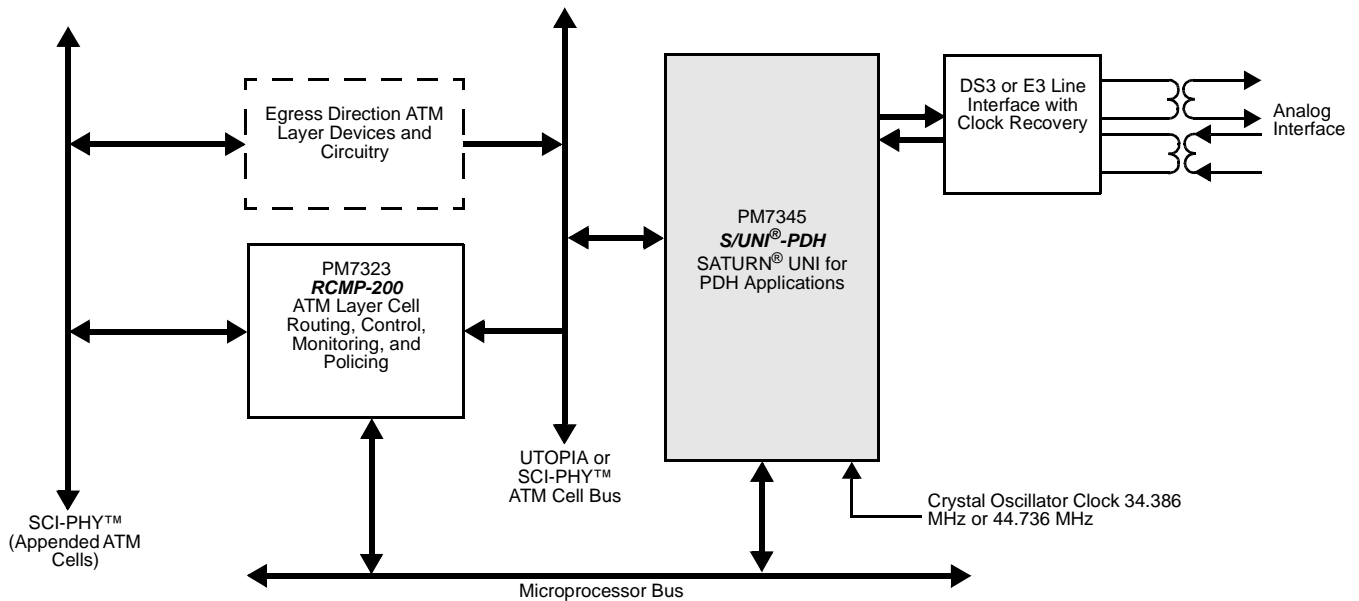 Egress Direction ATM
Layer Devices and
Circuitry
PM7323
RCMP-200
ATM Layer Cell
Routing, Control,
Monitoring, and
Policing
PM7345
S/UNI®-PDH
SATURN® UNI for
PDH Applications
DS3 or E3 Line
Interface with
Clock Recovery
Analog
Interface
UTOPIA or
SCI-PHY™
ATM Cell Bus
SCI-PHY™
(Appended ATM
Cells)
Crystal Oscillator Clock 34.386
MHz or 44.736 MHz
Microprocessor Bus